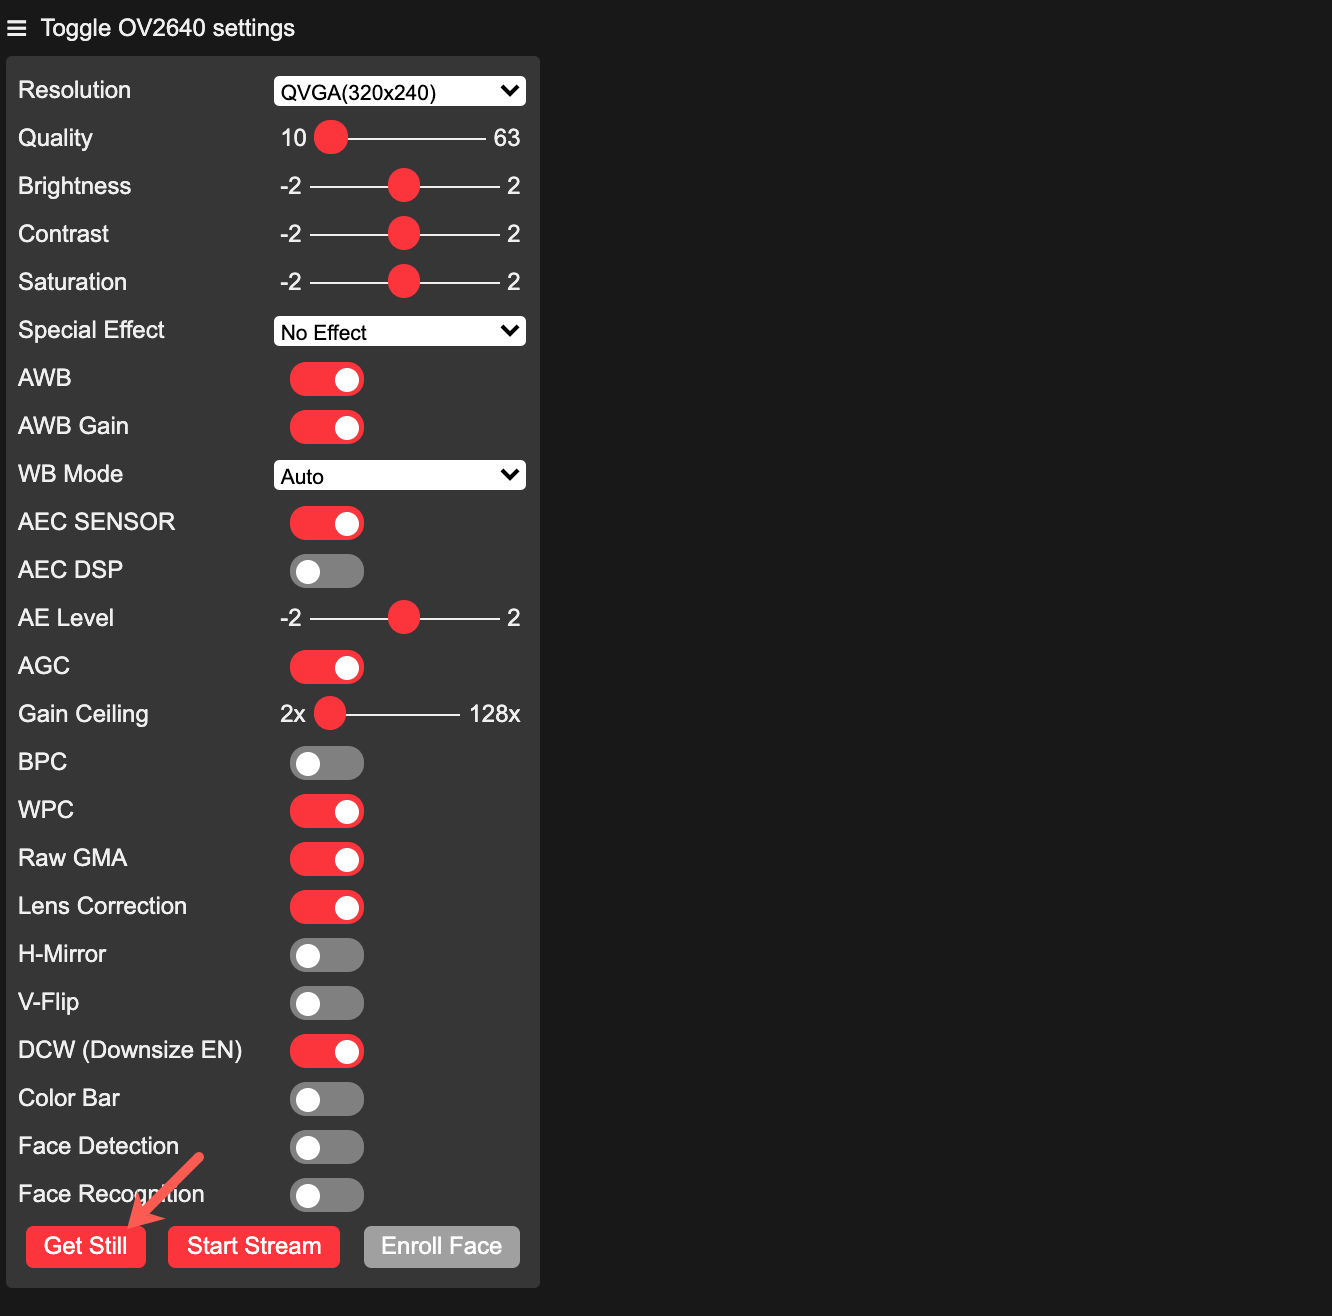 Toggle OV2640 settings
Resolution QVGA(320x240)
Quality 10 63
Brightness -2 2
Contrast -2 2
Saturation -2 2
Special Effect No Effect
AWB
AWB Gain
WB Mode Auto
AEC SENSOR
AEC DSP
AE Level -2 2
AGC
Gain Ceiling 2x 128x
BPC
WPC
Raw GMA
Lens Correction
H-Mirror
V-Flip
DCW (Downsize EN)
Color Bar
Face Detection
Face Recognition
Get Still Start Stream Enroll Face